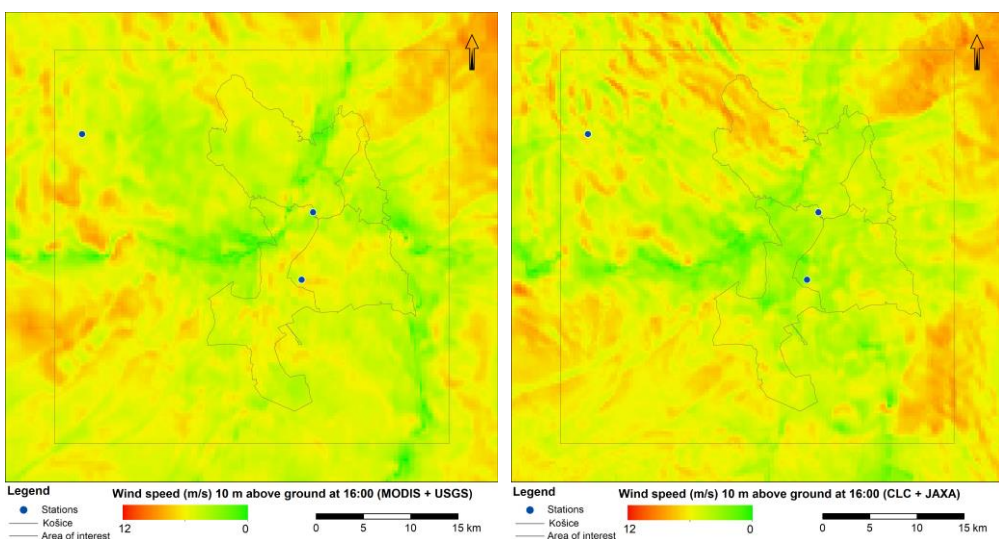 Legend
Wind speed (m/s) 10 m above ground at 16:00 (MODIS + USGS)
Stations
Košice
Area of interest
12 0
0 5 10 15 km
Legend
Wind speed (m/s) 10 m above ground at 16:00 (CLC + JAXA)
Stations
Košice
Area of interest
12 0
0 5 10 15 km